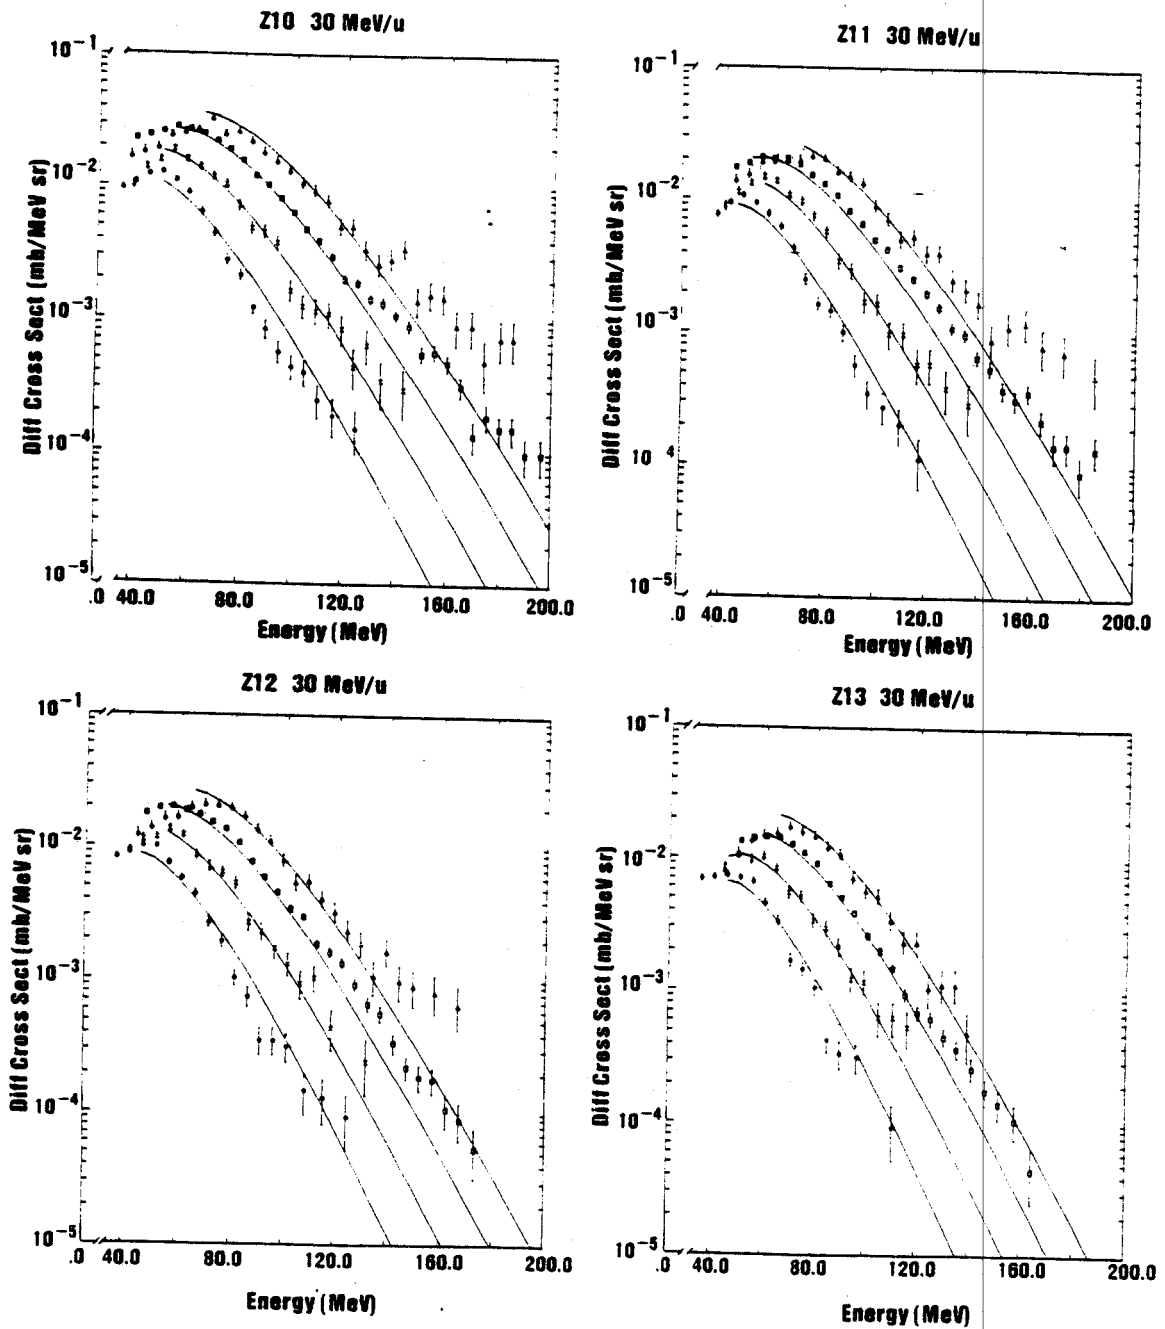 Z10 30 MeV/u
10⁻¹
10⁻²
10⁻³
10⁻⁴
10⁻⁵
Diff Cross Sect (mb/MeV sr)
.0 40.0 80.0 120.0 160.0 200.0
Energy (MeV)
Z11 30 MeV/u
10⁻¹
10⁻²
10⁻³
10⁻⁴
10⁻⁵
Diff Cross Sect (mb/MeV sr)
.0 40.0 80.0 120.0 160.0 200.0
Energy (MeV)
Z12 30 MeV/u
10⁻¹
10⁻²
10⁻³
10⁻⁴
10⁻⁵
Diff Cross Sect (mb/MeV sr)
.0 40.0 80.0 120.0 160.0 200.0
Energy (MeV)
Z13 30 MeV/u
10⁻¹
10⁻²
10⁻³
10⁻⁴
10⁻⁵
Diff Cross Sect (mb/MeV sr)
.0 40.0 80.0 120.0 160.0 200.0
Energy (MeV)